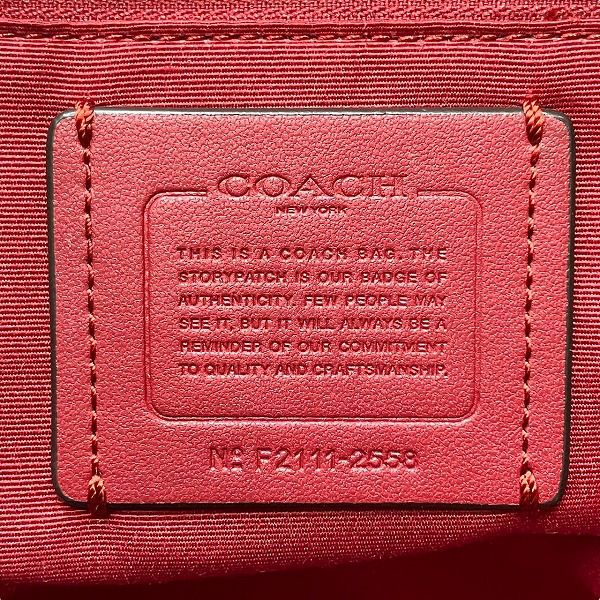 COACH
NEW YORK
THIS IS A COACH BAG. THE
STORYPATCH IS OUR BADGE OF
AUTHENTICITY. FEW PEOPLE MAY
SEE IT, BUT IT WILL ALWAYS BE A
REMINDER OF OUR COMMITMENT
TO QUALITY AND CRAFTSMANSHIP.
No F2111-2558